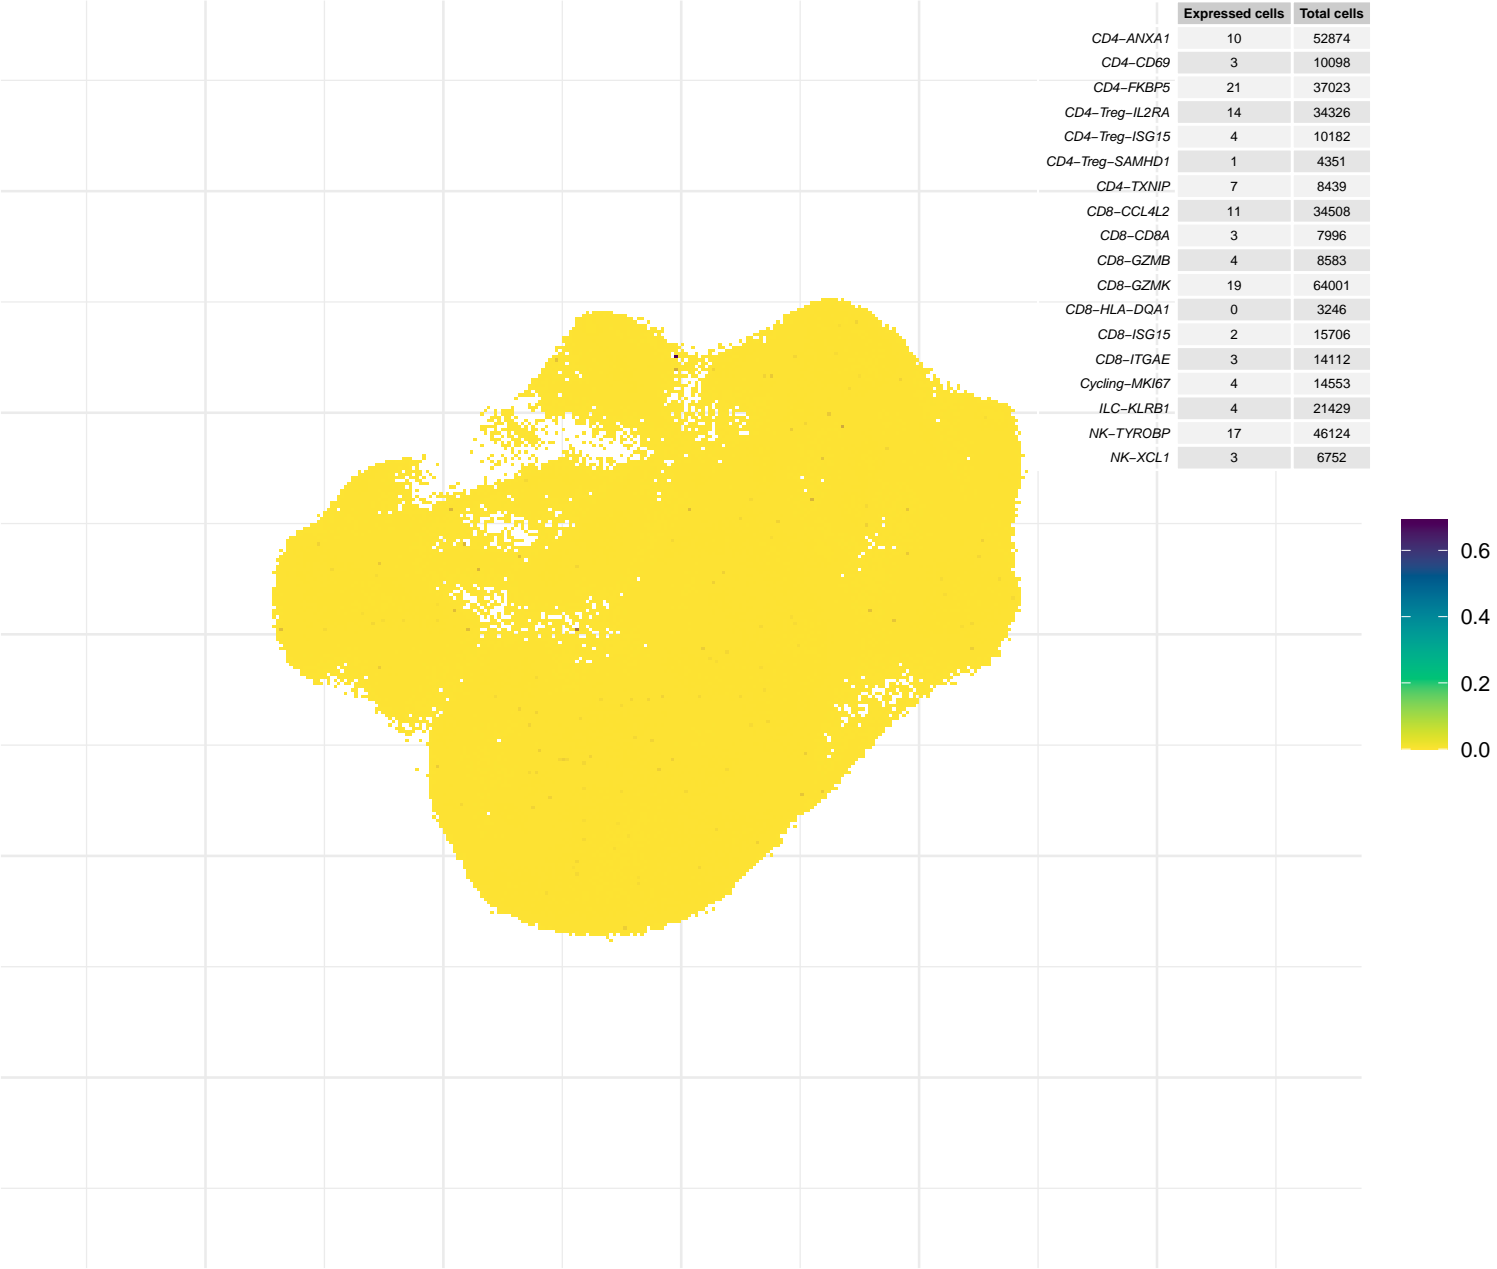 Expressed cells Total cells
CD4−ANXA1 10 52874
CD4−CD69 3 10098
CD4−FKBP5 21 37023
CD4−Treg−IL2RA 14 34326
CD4−Treg−ISG15 4 10182
CD4−Treg−SAMHD1 1 4351
CD4−TXNIP 7 8439
CD8−CCL4L2 11 34508
CD8−CD8A 3 7996
CD8−GZMB 4 8583
CD8−GZMK 19 64001
CD8−HLA−DQA1 0 3246
CD8−ISG15 2 15706
CD8−ITGAE 3 14112
Cycling−MKI67 4 14553
ILC−KLRB1 4 21429
NK−TYROBP 17 46124
NK−XCL1 3 6752
0.6
0.4
0.2
0.0